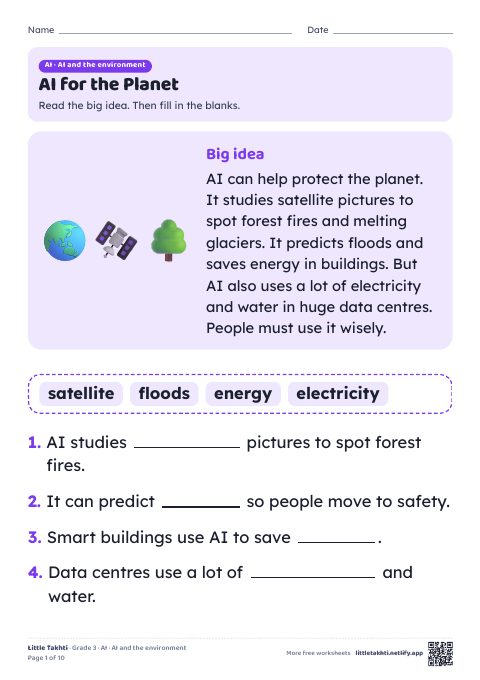 Name ____________ Date ____________
AI · AI and the environment
AI for the Planet
Read the big idea. Then fill in the blanks.
Big idea
AI can help protect the planet.
It studies satellite pictures to
spot forest fires and melting
glaciers. It predicts floods and
saves energy in buildings. But
AI also uses a lot of electricity
and water in huge data centres.
People must use it wisely.
satellite floods energy electricity
1. AI studies ____________ pictures to spot forest
fires.
2. It can predict ____________ so people move to safety.
3. Smart buildings use AI to save ____________.
4. Data centres use a lot of ____________ and
water.
Little Takhti · Grade 3 · AI · AI and the environment
Page 1 of 10
More free worksheets · littletakhti.netlify.app